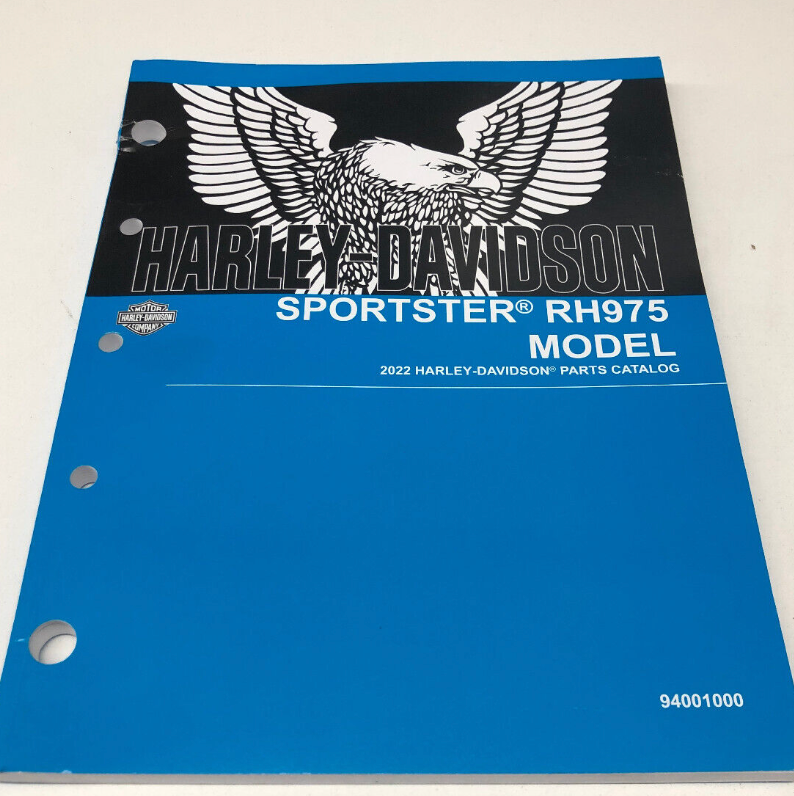 HARLEY-DAVIDSON
SPORTSTER® RH975
MOTOR
HARLEY-DAVIDSON
COMPANY
MODEL
2022 HARLEY-DAVIDSON® PARTS CATALOG
94001000